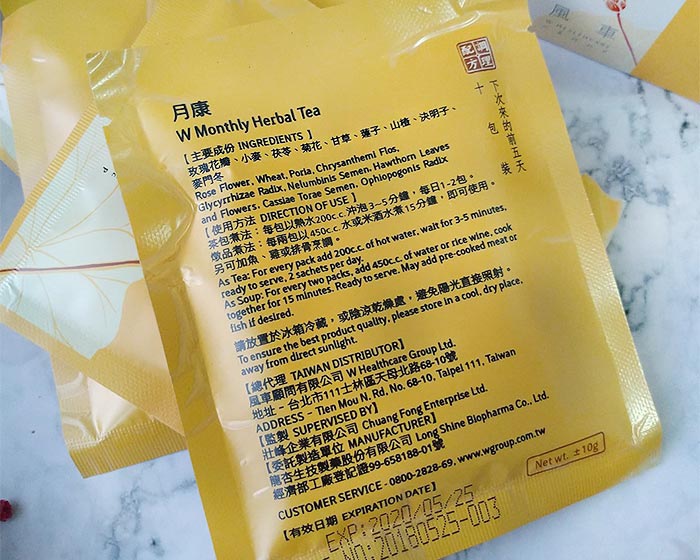 風車
調理
配方
下次來的前五天
十包裝
月康
W Monthly Herbal Tea
【主要成份 INGREDIENTS 】
玫瑰花瓣、小麥、茯苓、菊花、甘草、蓮子、山楂、決明子、
麥門冬
Rose Flower, Wheat, Poria, Chrysanthemi Flos,
Glycyrrhizae Radix, Nelumbinis Semen, Hawthorn Leaves
and Flowers, Cassiae Torae Semen, Ophiopogonis Radix
【使用方法 DIRECTION OF USE】
茶包煮法：每包以熱水200c.c.沖泡3-5分鐘，每日1-2包。
燉品煮法：每兩包以450c.c.水或米酒水煮15分鐘，即可使用。
另可加魚、雞或排骨烹調。
As Tea: For every pack add 200c.c. of hot water, wait for 3-5 minutes,
ready to serve, 2 sachets per day.
As Soup: For every two packs, add 450c.c. of water or rice wine, cook
together for 15 minutes. Ready to serve. May add pre-cooked meat or
fish if desired.
請放置於冰箱冷藏，或陰涼乾燥處，避免陽光直接照射。
To ensure the best product quality, please store in a cool, dry place,
away from direct sunlight.
【總代理 TAIWAN DISTRIBUTOR】
風車顧問有限公司 W Healthcare Group Ltd.
地址 - 台北市111士林區天母北路68-10號
ADDRESS - Tien Mou N, Rd. No. 68-10, Taipei 111, Taiwan
【監製 SUPERVISED BY】
壯峰企業有限公司 Chuang Fong Enterprise Ltd.
【委託製造單位 MANUFACTURER】
龍杏生技製藥股份有限公司 Long Shine Biopharma Co., Ltd.
經濟部工廠登記證99-658188-01號
CUSTOMER SERVICE - 0800-2828-69, www.wgroup.com.tw
Net wt. ±10g
【有效日期 EXPIRATION DATE】
EXP:2020/05/25
NO:20180525-003